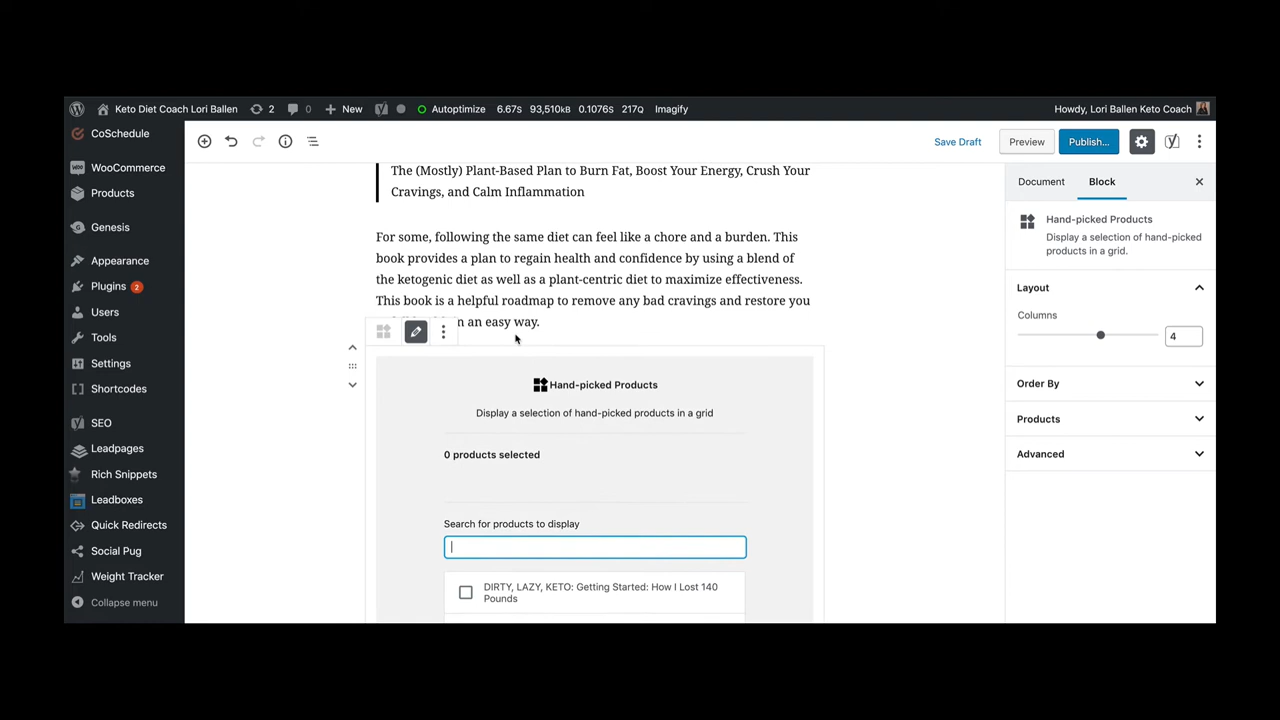 Keto Diet Coach Lori Ballen 2 0 New Autoptimize 6.67s 93,510kB 0.1076s 217Q Imagify Howdy, Lori Ballen Keto Coach
CoSchedule
WooCommerce
Products
Genesis
Appearance
Plugins 2
Users
Tools
Settings
Shortcodes
SEO
Leadpages
Rich Snippets
Leadboxes
Quick Redirects
Social Pug
Weight Tracker
Collapse menu
Save Draft Preview Publish...
The (Mostly) Plant-Based Plan to Burn Fat, Boost Your Energy, Crush Your
Cravings, and Calm Inflammation
For some, following the same diet can feel like a chore and a burden. This
book provides a plan to regain health and confidence by using a blend of
the ketogenic diet as well as a plant-centric diet to maximize effectiveness.
This book is a helpful roadmap to remove any bad cravings and restore you
an easy way.
Hand-picked Products
Display a selection of hand-picked products in a grid
0 products selected
Search for products to display
DIRTY, LAZY, KETO: Getting Started: How I Lost 140
Pounds
Document Block
Hand-picked Products
Display a selection of hand-picked
products in a grid.
Layout
Columns
4
Order By
Products
Advanced